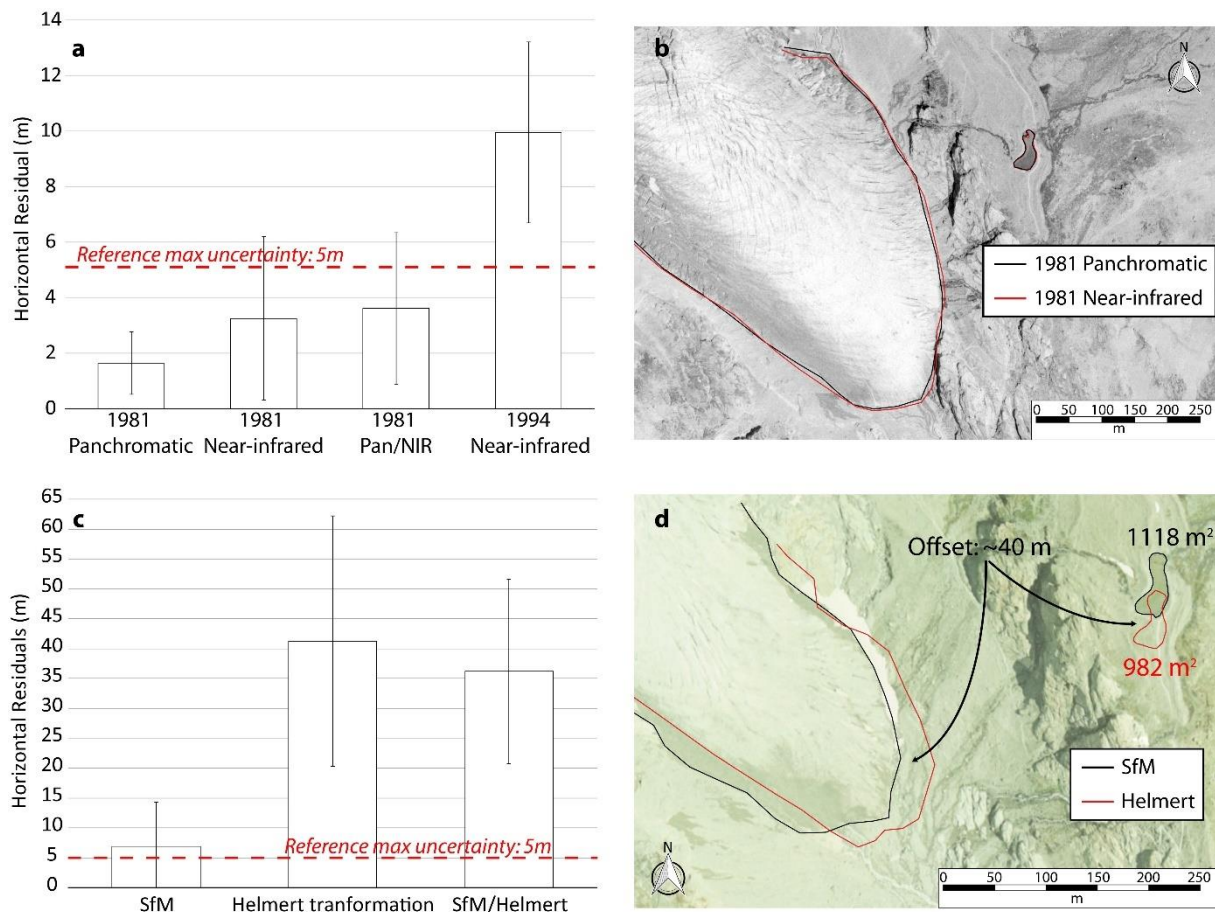 a
Horizontal Residual (m)
14
12
10
8
6
4
2
0
Reference max uncertainty: 5m
1981
Panchromatic
1981
Near-infrared
1981
Pan/NIR
1994
Near-infrared
b
N
1981 Panchromatic
1981 Near-infrared
0 50 100 150 200 250
m
c
Horizontal Residuals (m)
65
60
55
50
45
40
35
30
25
20
15
10
5
0
Reference max uncertainty: 5m
SfM
Helmert tranformation
SfM/Helmert
d
Offset: ~40 m
1118 m²
982 m²
SfM
Helmert
N
0 50 100 150 200 250
m